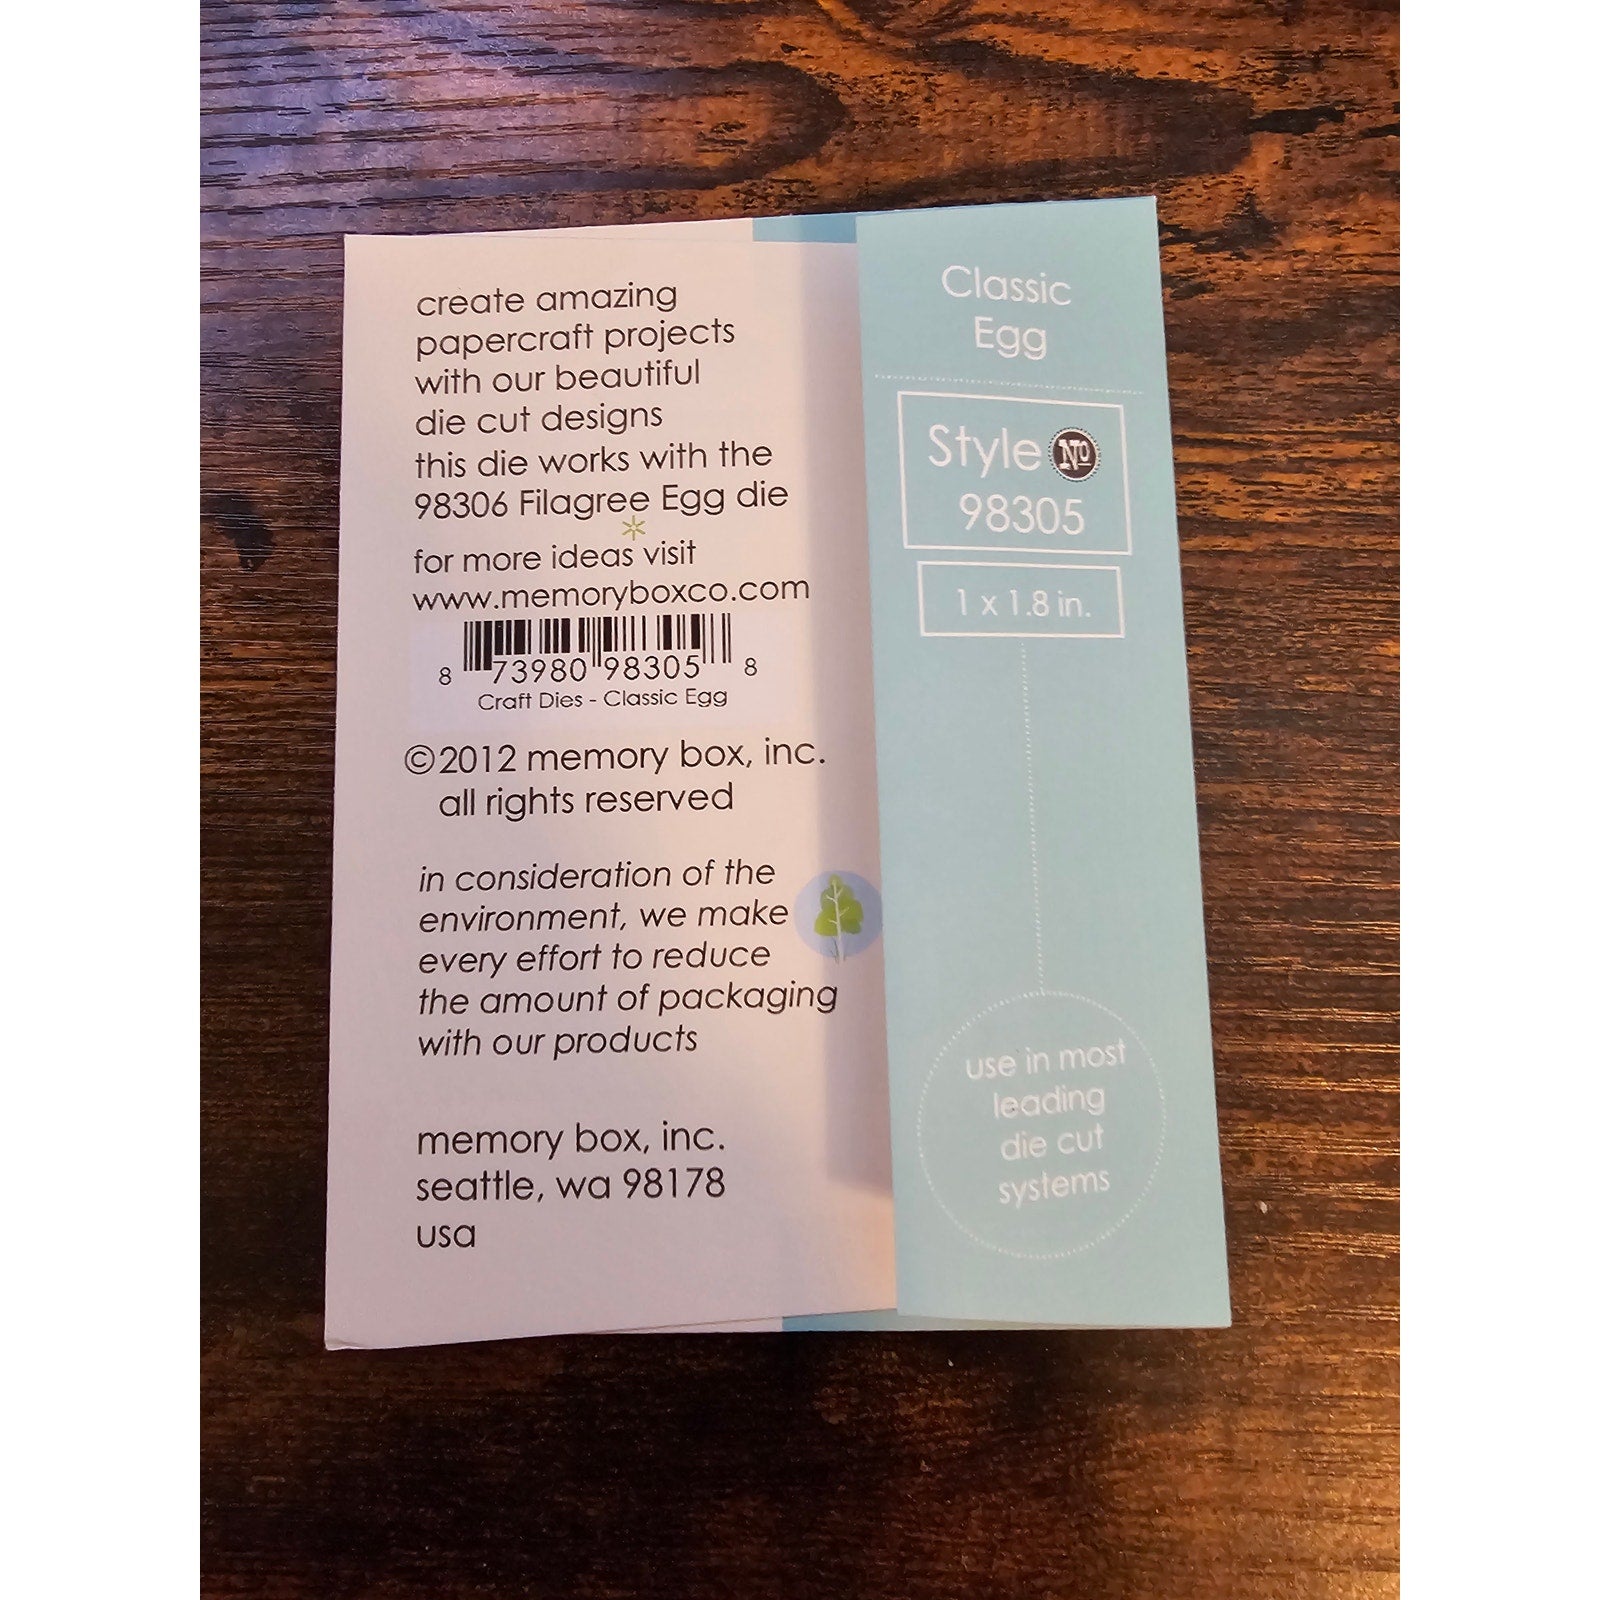 create amazing
papercraft projects
with our beautiful
die cut designs
this die works with the
98306 Filagree Egg die
for more ideas visit
www.memoryboxco.com
8 73980 98305 8
Craft Dies - Classic Egg
©2012 memory box, inc.
all rights reserved
in consideration of the
environment, we make
every effort to reduce
the amount of packaging
with our products
memory box, inc.
seattle, wa 98178
usa
Classic
Egg
Style No
98305
1 x 1.8 in.
use in most
leading
die cut
systems